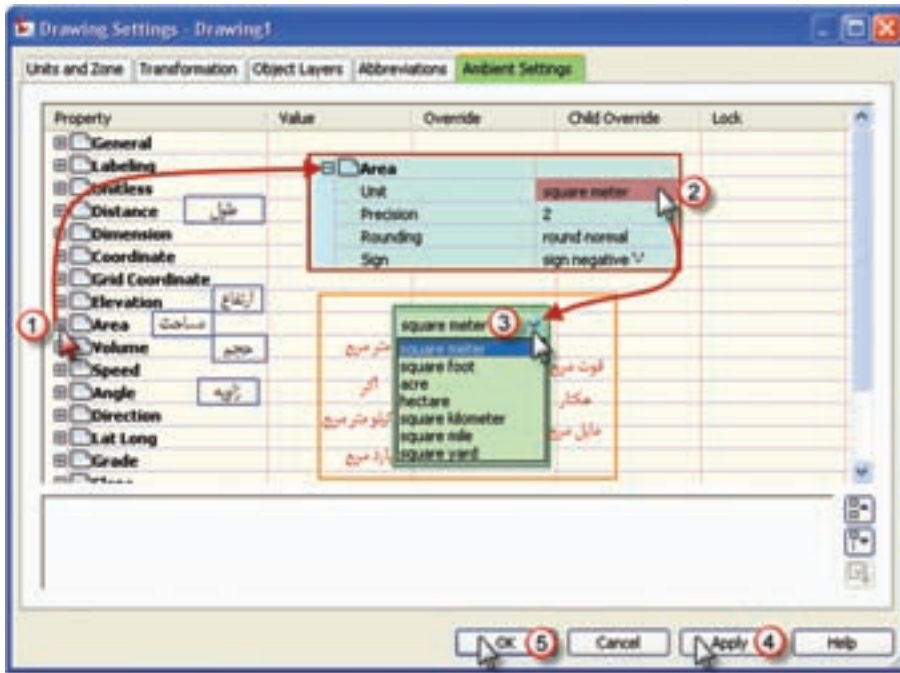 Drawing Settings - Drawing1
Units and Zone Transformation Object Layers Abbreviations Ambient Settings
Property Value Override Child Override Lock
General
Labeling
Unitless
Distance طول
Dimension
Coordinate
Grid Coordinate
Elevation ارتفاع
1 Area مساحت
Volume حجم
Speed
Angle زاویه
Direction
Lat Long
Grade
Slope
Area
Unit square meter 2
Precision 2
Rounding round normal
Sign sign negative '-'
square meter 3
متر مربع square meter
square foot فوت مربع
اکر acre
hectare هکتار
کیلو متر مربع square kilometer
square mile مایل مربع
یارد مربع square yard
OK 5 Cancel Apply 4 Help